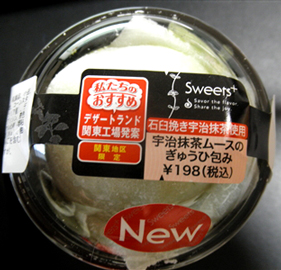 私たちの
おすすめ
デザートランド
関東工場発案
関東地区
限定
Sweets+
Savor the flavor
Share the joy
石臼挽き宇治抹茶使用
宇治抹茶ムースの
ぎゅうひ包み
¥198(税込)
New